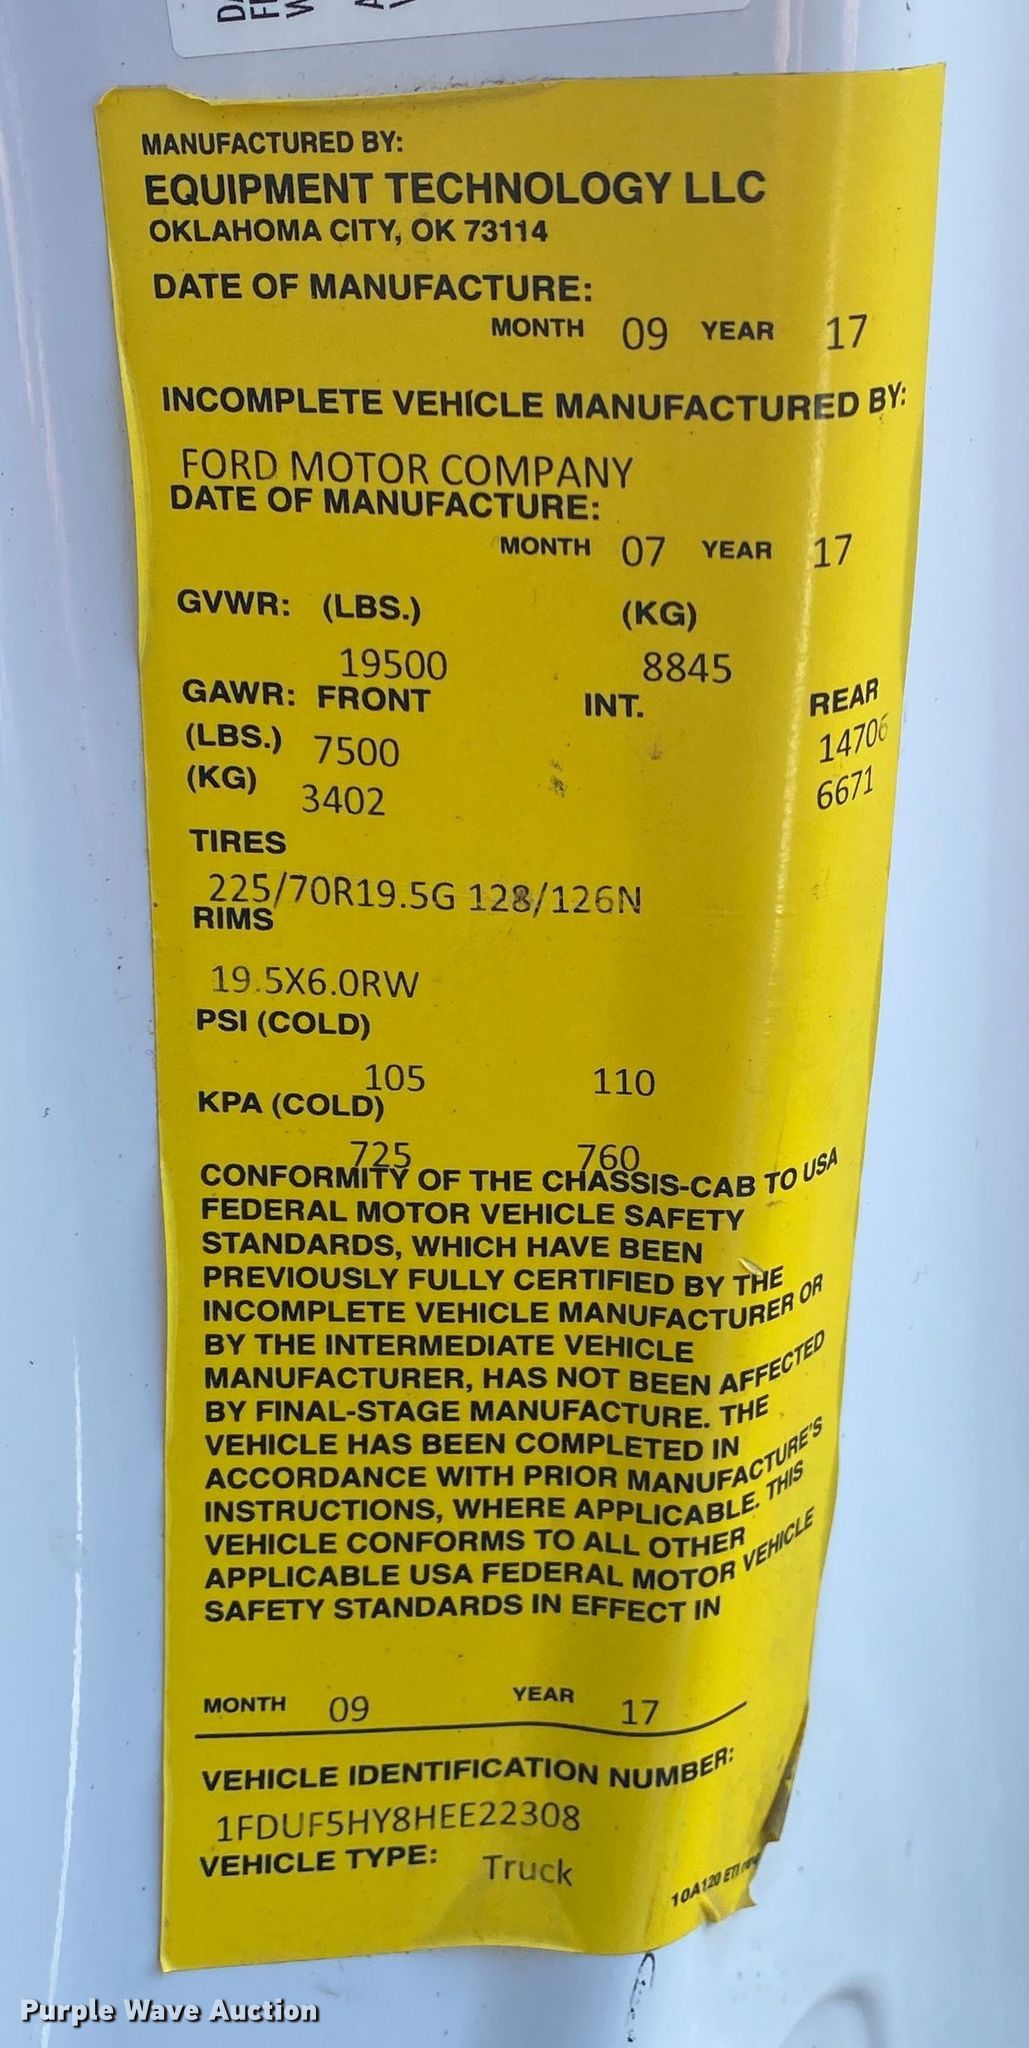 MANUFACTURED BY:
EQUIPMENT TECHNOLOGY LLC
OKLAHOMA CITY, OK 73114
DATE OF MANUFACTURE:
MONTH 09 YEAR 17
INCOMPLETE VEHICLE MANUFACTURED BY:
FORD MOTOR COMPANY
DATE OF MANUFACTURE:
MONTH 07 YEAR 17
GVWR: (LBS.) (KG)
19500 8845
GAWR: FRONT INT. REAR
(LBS.) 7500 14706
(KG) 3402 6671
TIRES
225/70R19.5G 128/126N
RIMS
19.5X6.0RW
PSI (COLD)
105 110
KPA (COLD)
725 760
CONFORMITY OF THE CHASSIS-CAB TO USA
FEDERAL MOTOR VEHICLE SAFETY
STANDARDS, WHICH HAVE BEEN
PREVIOUSLY FULLY CERTIFIED BY THE
INCOMPLETE VEHICLE MANUFACTURER OR
BY THE INTERMEDIATE VEHICLE
MANUFACTURER, HAS NOT BEEN AFFECTED
BY FINAL-STAGE MANUFACTURE. THE
VEHICLE HAS BEEN COMPLETED IN
ACCORDANCE WITH PRIOR MANUFACTURE'S
INSTRUCTIONS, WHERE APPLICABLE. THIS
VEHICLE CONFORMS TO ALL OTHER
APPLICABLE USA FEDERAL MOTOR VEHICLE
SAFETY STANDARDS IN EFFECT IN
MONTH 09 YEAR 17
VEHICLE IDENTIFICATION NUMBER:
1FDUF5HY8HEE22308
VEHICLE TYPE: Truck
10A120 ETI
Purple Wave Auction